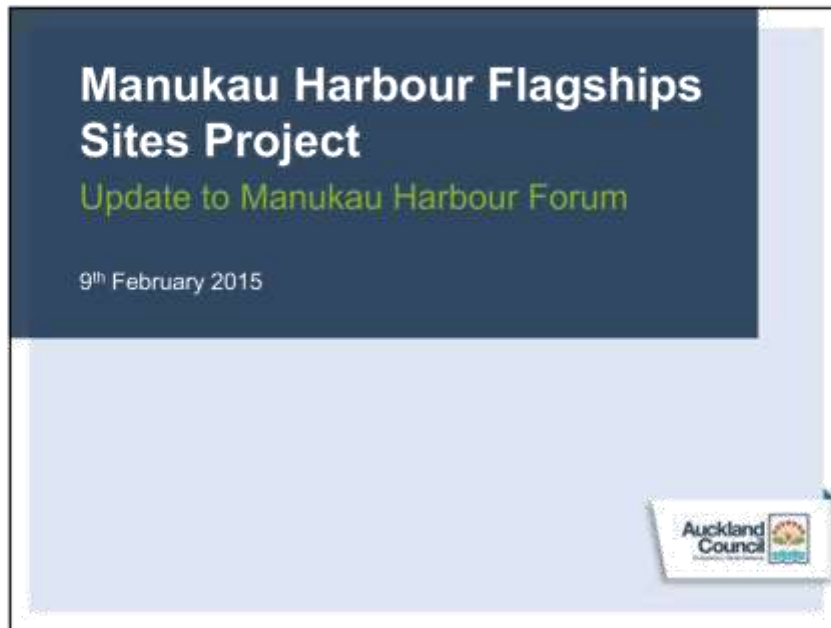 Manukau Harbour Flagships
Sites Project
Update to Manukau Harbour Forum
9th February 2015
Auckland
Council